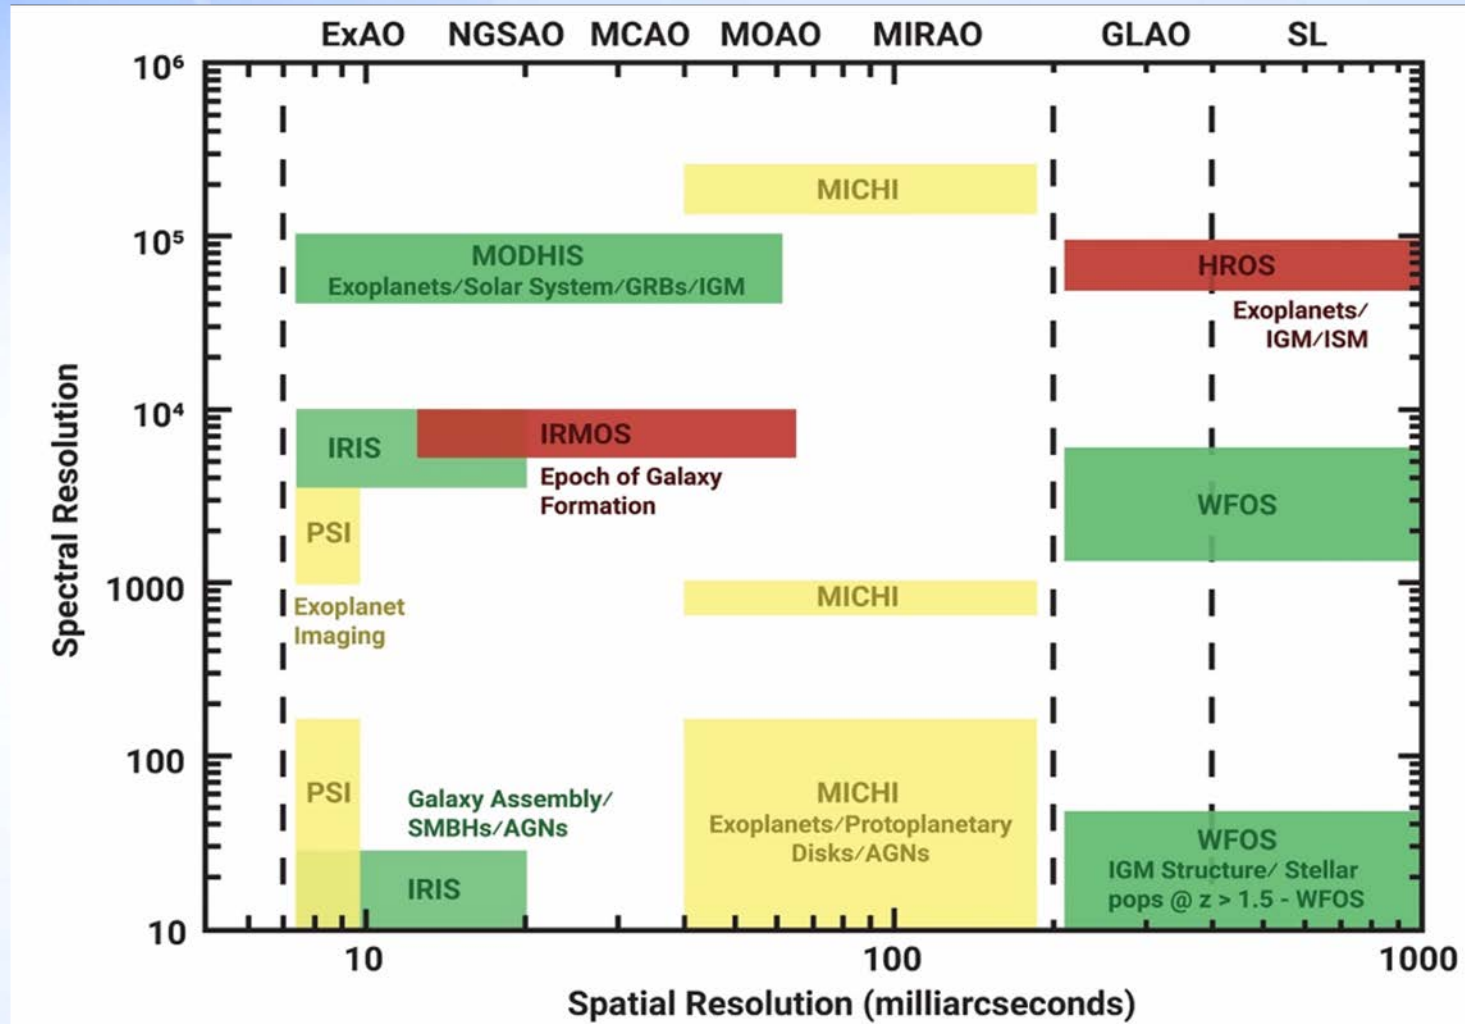 ExAO NGSAO MCAO MOAO MIRAO GLAO SL
10⁶
MICHI
10⁵
MODHIS
Exoplanets/Solar System/GRBs/IGM
HROS
Exoplanets/
IGM/ISM
10⁴
IRIS
IRMOS
Epoch of Galaxy
Formation
WFOS
PSI
1000
MICHI
Exoplanet
Imaging
Spectral Resolution
100
PSI
Galaxy Assembly/
SMBHs/AGNs
IRIS
MICHI
Exoplanets/Protoplanetary
Disks/AGNs
WFOS
IGM Structure/ Stellar
pops @ z > 1.5 - WFOS
10
10 100 1000
Spatial Resolution (milliarcseconds)